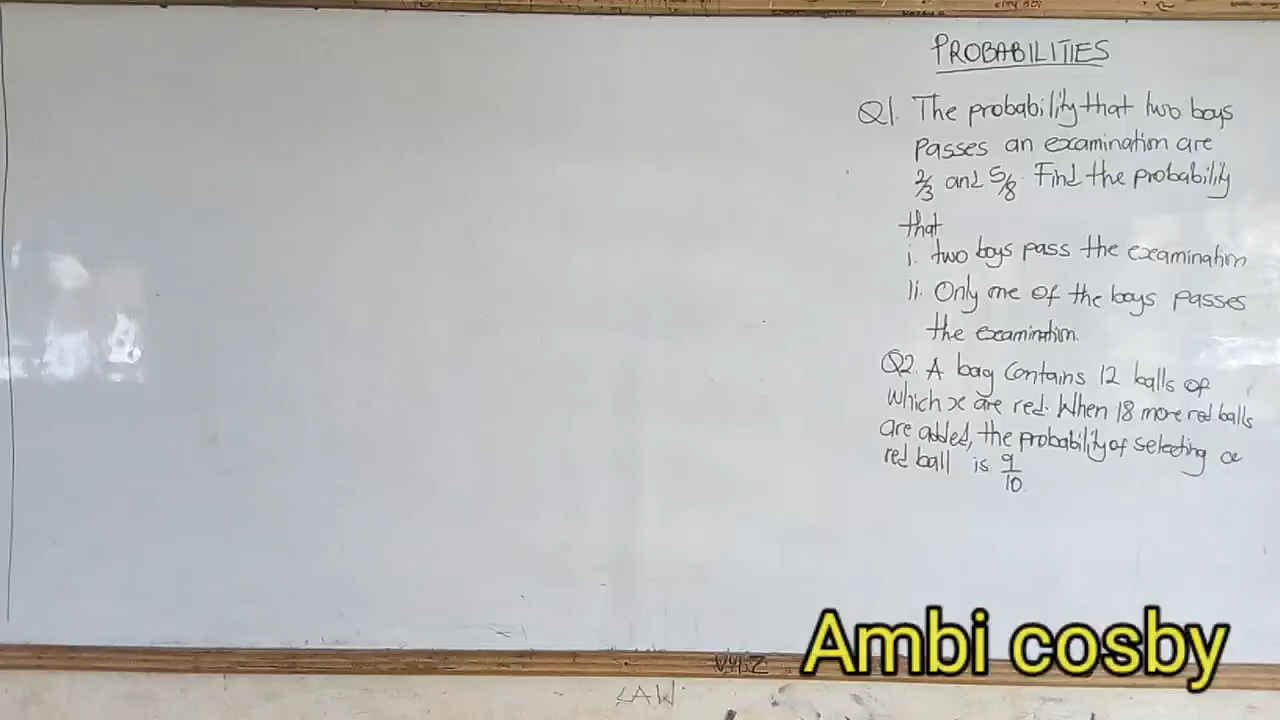 PROBABILITIES
Q1. The probability that two boys
passes an examination are
2/3 and 5/8. Find the probability
that
i. two boys pass the examination
ii. Only one of the boys passes
the examination.
Q2. A bag contains 12 balls of
which x are red. When 18 more red balls
are added, the probability of selecting a
red ball is 9/10
Ambi cosby
LAW